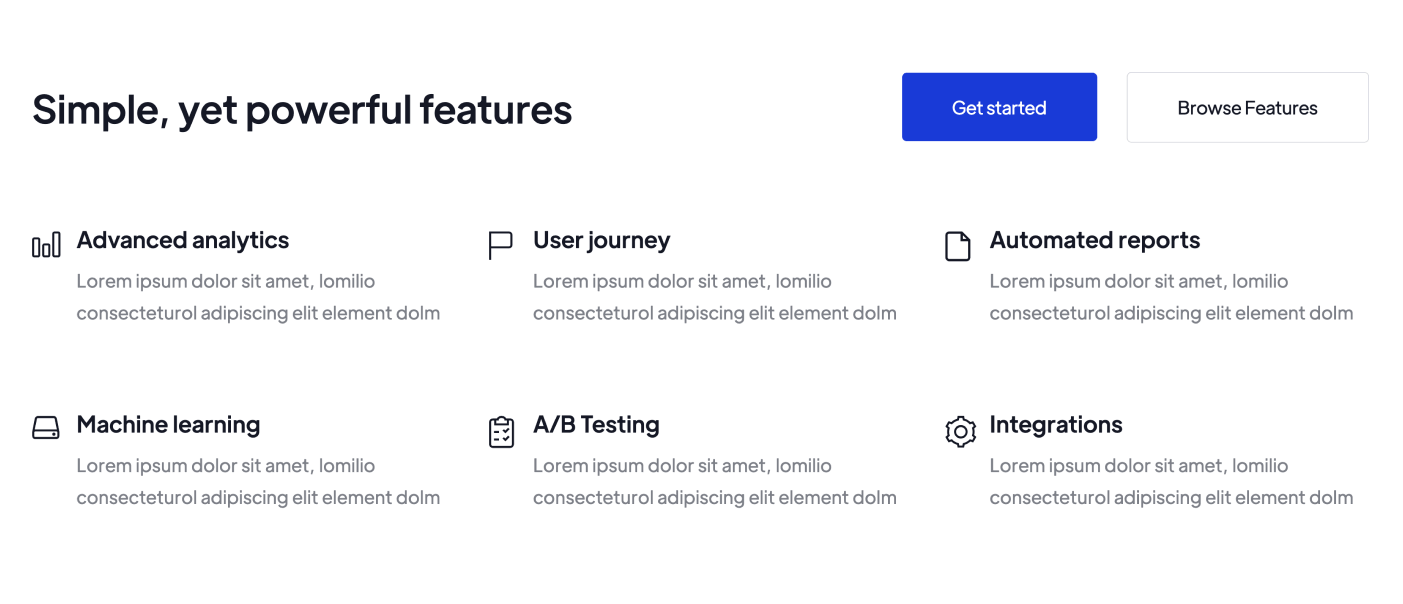 Simple, yet powerful features
Get started
Browse Features
Advanced analytics
Lorem ipsum dolor sit amet, lomilio
consecteturol adipiscing elit element dolm
User journey
Lorem ipsum dolor sit amet, lomilio
consecteturol adipiscing elit element dolm
Automated reports
Lorem ipsum dolor sit amet, lomilio
consecteturol adipiscing elit element dolm
Machine learning
Lorem ipsum dolor sit amet, lomilio
consecteturol adipiscing elit element dolm
A/B Testing
Lorem ipsum dolor sit amet, lomilio
consecteturol adipiscing elit element dolm
Integrations
Lorem ipsum dolor sit amet, lomilio
consecteturol adipiscing elit element dolm